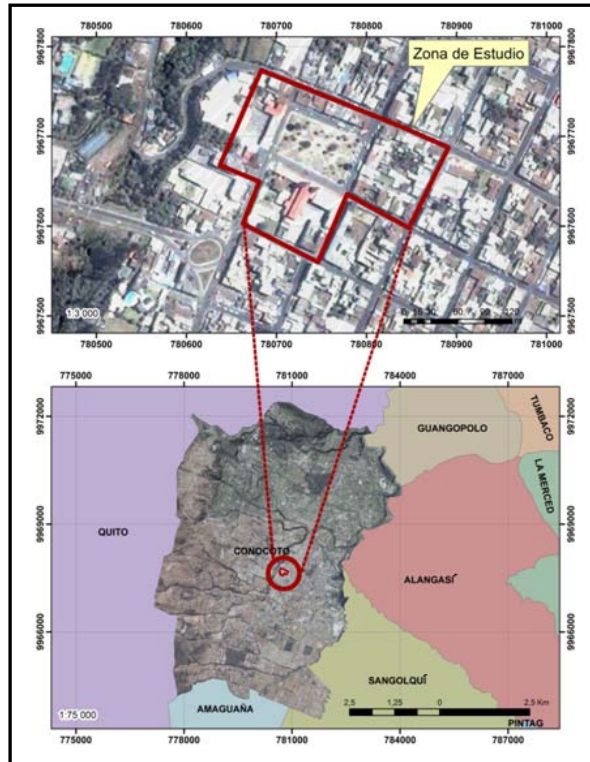 780500 780600 780700 780800 780900 781000
9967800 9967800
Zona de Estudio
9967700 9967700
9967600 9967600
9967500 9967500
1:3 000
780500 780600 780700 780800 780900 781000
775000 778000 781000 784000 787000
9972000 9972000
TUMBACO
GUANGOPOLO
LA MERCED
9969000 9969000
QUITO
CONOCOTO
ALANGASÍ
9966000 9966000
SANGOLQUÍ
AMAGUAÑA
2,5 1,25 0 2,5 Km
1:75 000
PINTAG
775000 778000 781000 784000 787000